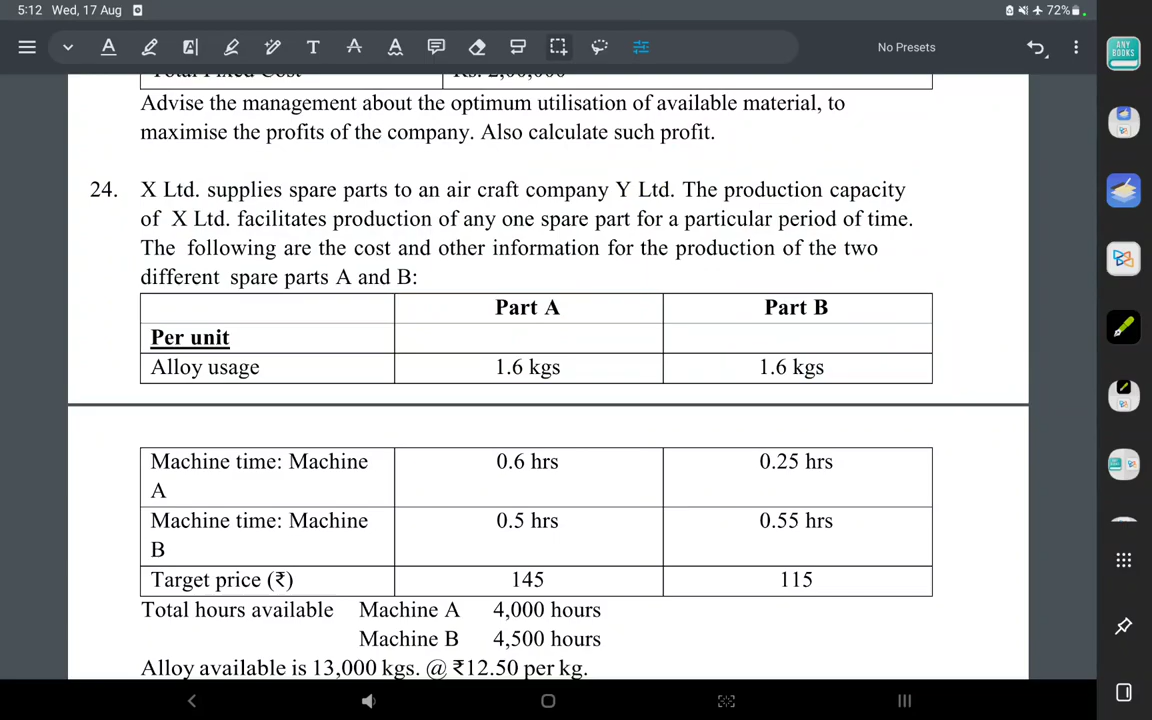 5:12 Wed, 17 Aug
72%
No Presets
ANY
BOOKS
Advise the management about the optimum utilisation of available material, to
maximise the profits of the company. Also calculate such profit.
24. X Ltd. supplies spare parts to an air craft company Y Ltd. The production capacity
of X Ltd. facilitates production of any one spare part for a particular period of time.
The following are the cost and other information for the production of the two
different spare parts A and B:
Part A Part B
Per unit
Alloy usage 1.6 kgs 1.6 kgs
Machine time: Machine 0.6 hrs 0.25 hrs
A
Machine time: Machine 0.5 hrs 0.55 hrs
B
Target price (₹) 145 115
Total hours available Machine A 4,000 hours
Machine B 4,500 hours
Alloy available is 13,000 kgs. @ ₹12.50 per kg.